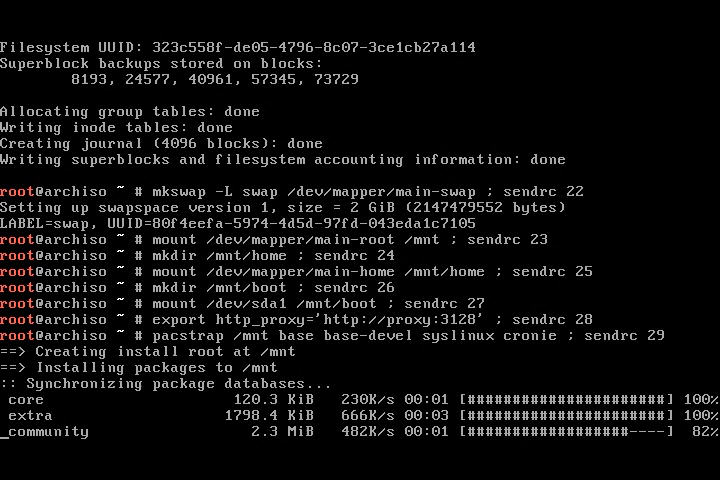 Filesystem UUID: 323c558f-de05-4796-8c07-3ce1cb27a114
Superblock backups stored on blocks:
        8193, 24577, 40961, 57345, 73729

Allocating group tables: done
Writing inode tables: done
Creating journal (4096 blocks): done
Writing superblocks and filesystem accounting information: done

root@archiso ~ # mkswap -L swap /dev/mapper/main-swap ; sendrc 22
Setting up swapspace version 1, size = 2 GiB (2147479552 bytes)
LABEL=swap, UUID=80f4eefa-5974-4d5d-97fd-043eda1c7105
root@archiso ~ # mount /dev/mapper/main-root /mnt ; sendrc 23
root@archiso ~ # mkdir /mnt/home ; sendrc 24
root@archiso ~ # mount /dev/mapper/main-home /mnt/home ; sendrc 25
root@archiso ~ # mkdir /mnt/boot ; sendrc 26
root@archiso ~ # mount /dev/sda1 /mnt/boot ; sendrc 27
root@archiso ~ # export http_proxy='http://proxy:3128' ; sendrc 28
root@archiso ~ # pacstrap /mnt base base-devel syslinux cronie ; sendrc 29
==> Creating install root at /mnt
==> Installing packages to /mnt
:: Synchronizing package databases...
 core                120.3 KiB   230K/s 00:01 [######################] 100%
 extra              1798.4 KiB   666K/s 00:03 [######################] 100%
_community             2.3 MiB   482K/s 00:01 [##################----]  82%